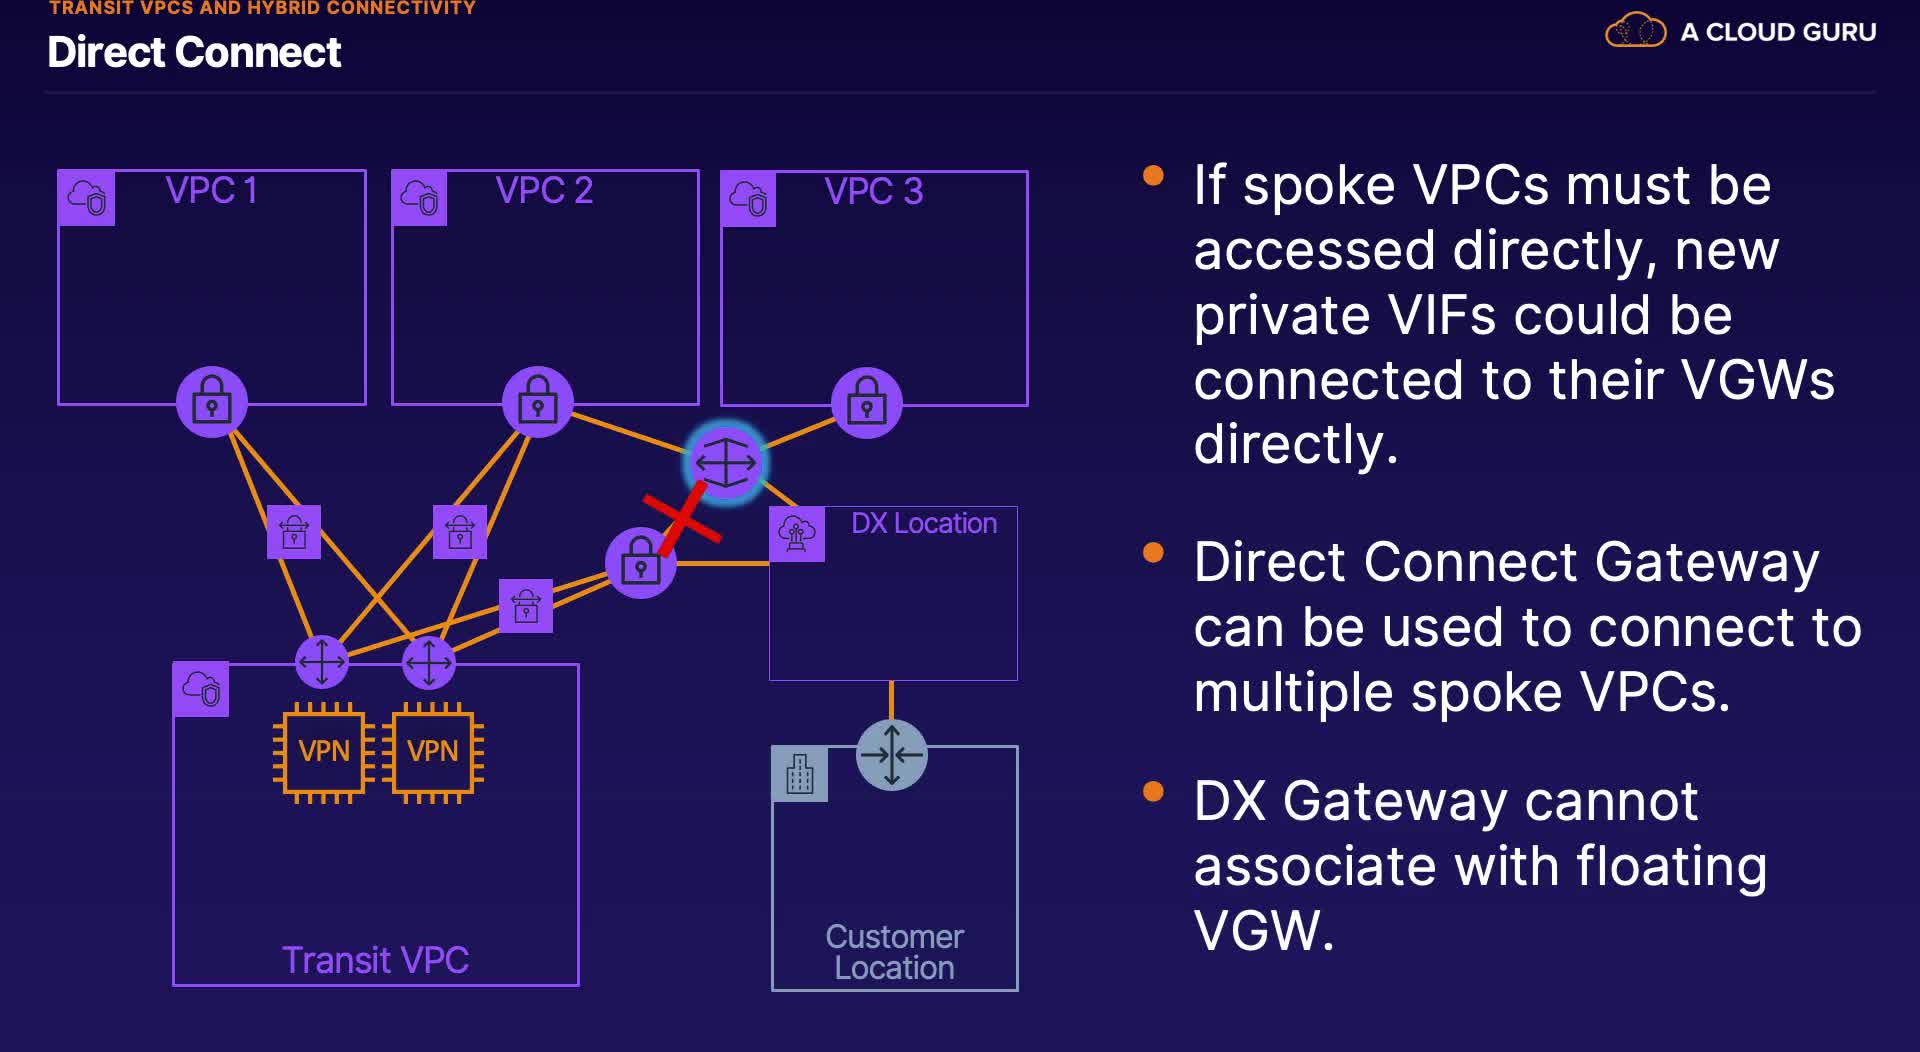 TRANSIT VPCS AND HYBRID CONNECTIVITY
Direct Connect
A CLOUD GURU
VPC 1
VPC 2
VPC 3
DX Location
VPN
VPN
Transit VPC
Customer
Location
If spoke VPCs must be
accessed directly, new
private VIFs could be
connected to their VGWs
directly.
Direct Connect Gateway
can be used to connect to
multiple spoke VPCs.
DX Gateway cannot
associate with floating
VGW.